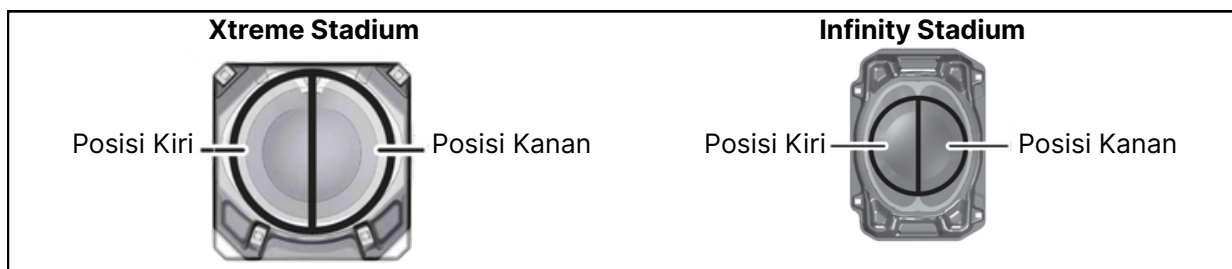 Xtreme Stadium
Infinity Stadium
Posisi Kiri
Posisi Kanan
Posisi Kiri
Posisi Kanan